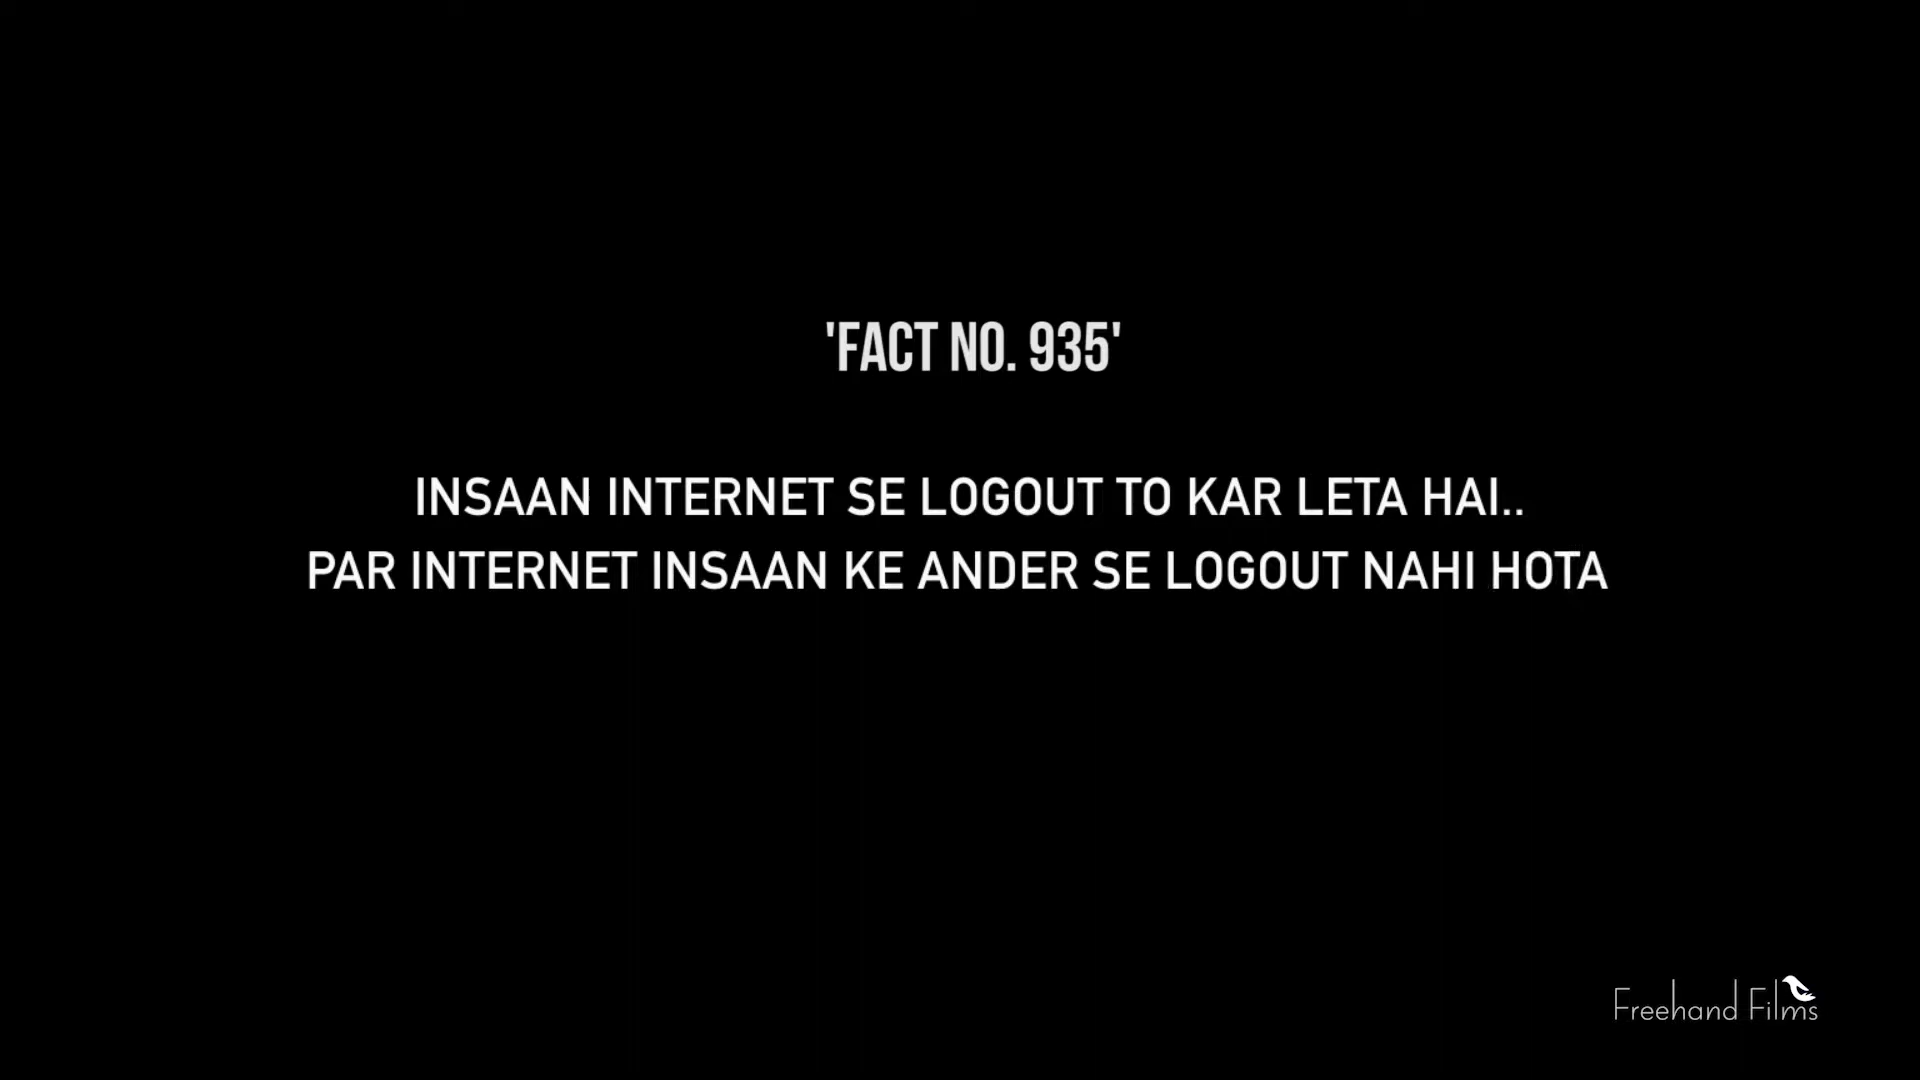 'FACT NO. 935'
INSAAN INTERNET SE LOGOUT TO KAR LETA HAI..
PAR INTERNET INSAAN KE ANDER SE LOGOUT NAHI HOTA
Freehand Films